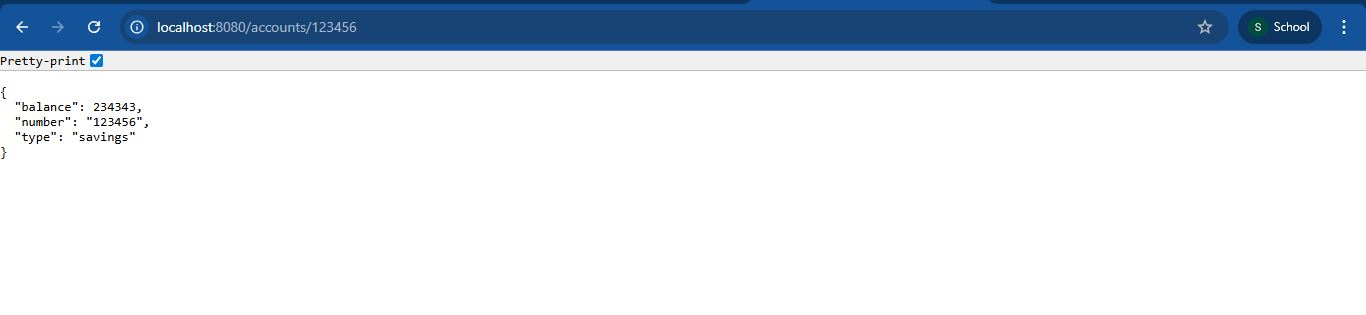 localhost:8080/accounts/123456
S School
Pretty-print
{
  "balance": 234343,
  "number": "123456",
  "type": "savings"
}